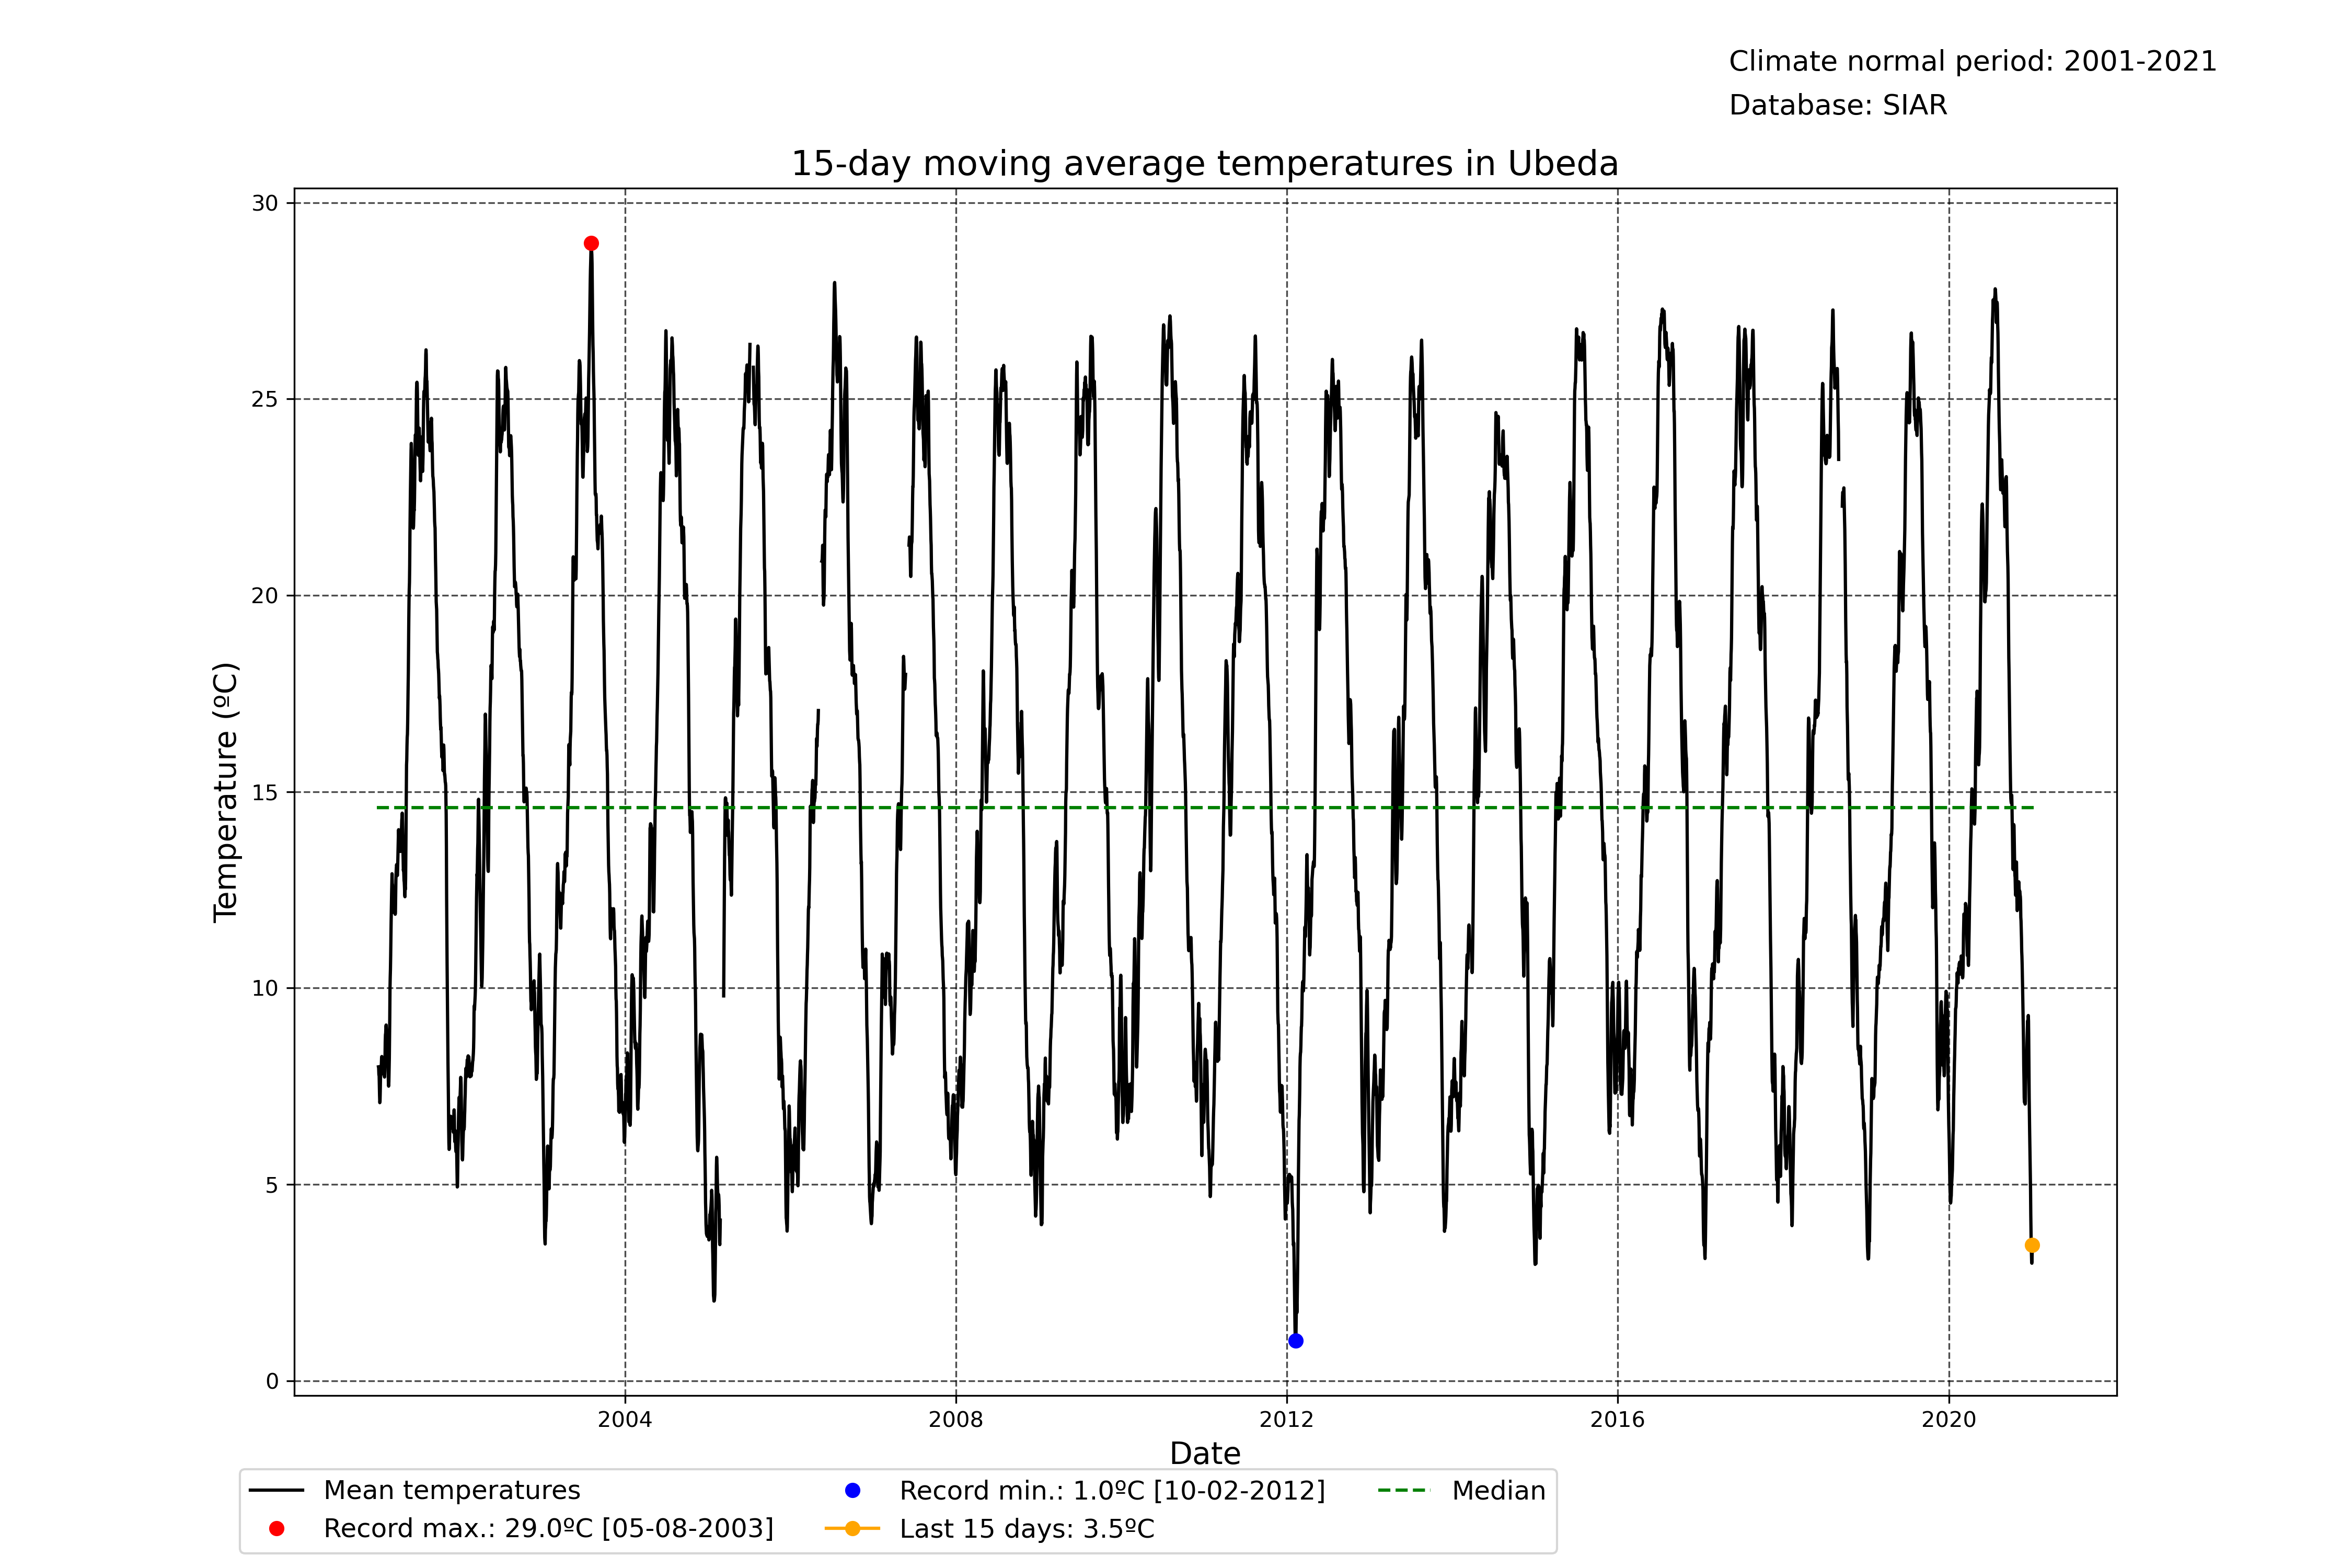 Climate normal period: 2001-2021
Database: SIAR
15-day moving average temperatures in Ubeda
30
25
20
15
10
5
0
Temperature (ºC)
2004 2008 2012 2016 2020
Date
Mean temperatures
Record max.: 29.0ºC [05-08-2003]
Record min.: 1.0ºC [10-02-2012]
Last 15 days: 3.5ºC
Median